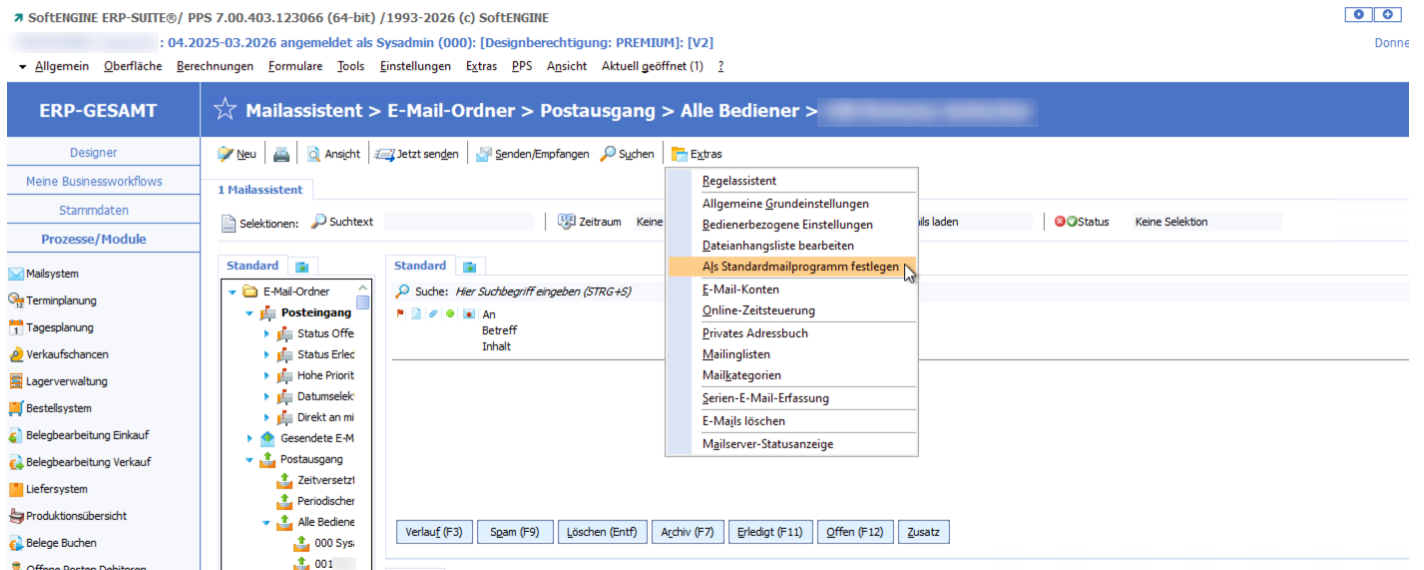 SoftENGINE ERP-SUITE®/ PPS 7.00.403.123066 (64-bit) /1993-2026 (c) SoftENGINE
: 04.2025-03.2026 angemeldet als Sysadmin (000): [Designberechtigung: PREMIUM]: [V2]
Donne
Allgemein Oberfläche Berechnungen Formulare Tools Einstellungen Extras PPS Ansicht Aktuell geöffnet (1) ?
ERP-GESAMT
Mailassistent > E-Mail-Ordner > Postausgang > Alle Bediener >
Designer
Meine Businessworkflows
Stammdaten
Prozesse/Module
Mailsystem
Terminplanung
Tagesplanung
Verkaufschancen
Lagerverwaltung
Bestellsystem
Belegbearbeitung Einkauf
Belegbearbeitung Verkauf
Liefersystem
Produktionsübersicht
Belege Buchen
Offene Posten Debitoren
Neu Ansicht Jetzt senden Senden/Empfangen Suchen Extras
1 Mailassistent
Selektionen: Suchtext Zeitraum Keine ils laden Status Keine Selektion
Standard
E-Mail-Ordner
Posteingang
Status Offe
Status Erled
Hohe Priorit
Datumselek
Direkt an mi
Gesendete E-M
Postausgang
Zeitversetzt
Periodischer
Alle Bediene
000 Sys
001
Standard
Suche: Hier Suchbegriff eingeben (STRG+S)
An
Betreff
Inhalt
Regelassistent
Allgemeine Grundeinstellungen
Bedienerbezogene Einstellungen
Dateianhangsliste bearbeiten
Als Standardmailprogramm festlegen
E-Mail-Konten
Online-Zeitsteuerung
Privates Adressbuch
Mailinglisten
Mailkategorien
Serien-E-Mail-Erfassung
E-Mails löschen
Mailserver-Statusanzeige
Verlauf (F3) Spam (F9) Löschen (Entf) Archiv (F7) Erledigt (F11) Offen (F12) Zusatz